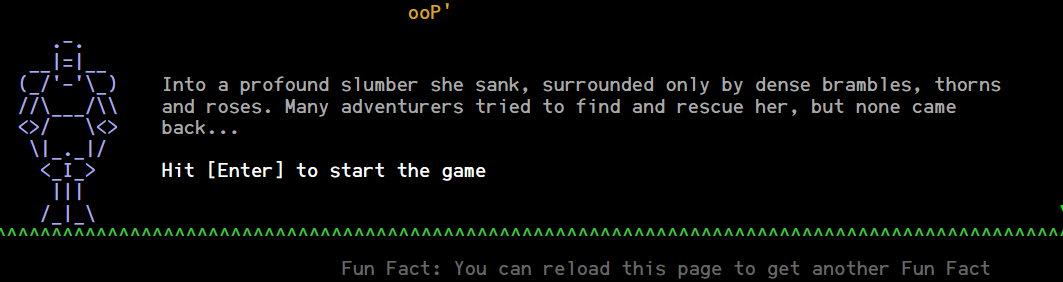 ooP'
Into a profound slumber she sank, surrounded only by dense brambles, thorns
and roses. Many adventurers tried to find and rescue her, but none came
back...
Hit [Enter] to start the game
Fun Fact: You can reload this page to get another Fun Fact